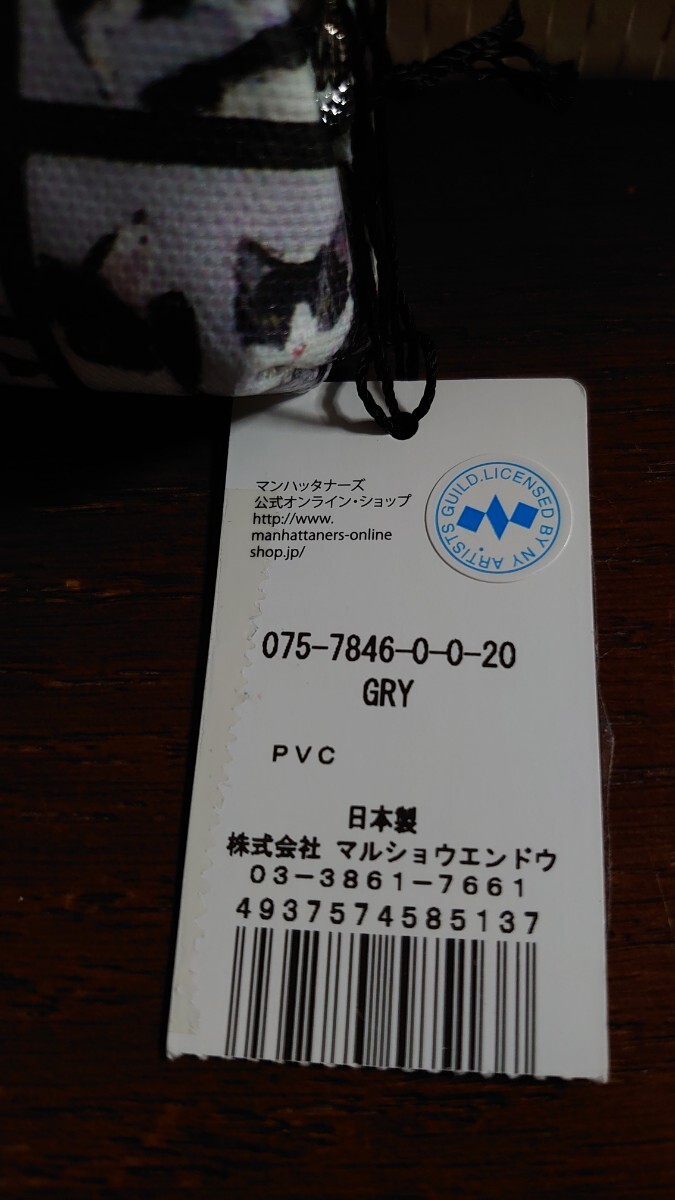 マンハッタナーズ
公式オンライン・ショップ
http://www.
manhattaners-online
shop.jp/
GUILD.LICENSED BY NY ARTISTS
075-7846-0-0-20
GRY
PVC
日本製
株式会社 マルショウエンドウ
03-3861-7661
4937574585137